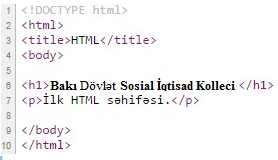 1 <!DOCTYPE html>
2 <html>
3 <title>HTML</title>
4 <body>
5
6 <h1>Bakı Dövlət Sosial İqtisad Kolleci </h1>
7 <p>İlk HTML səhifəsi.</p>
8
9 </body>
10 </html>